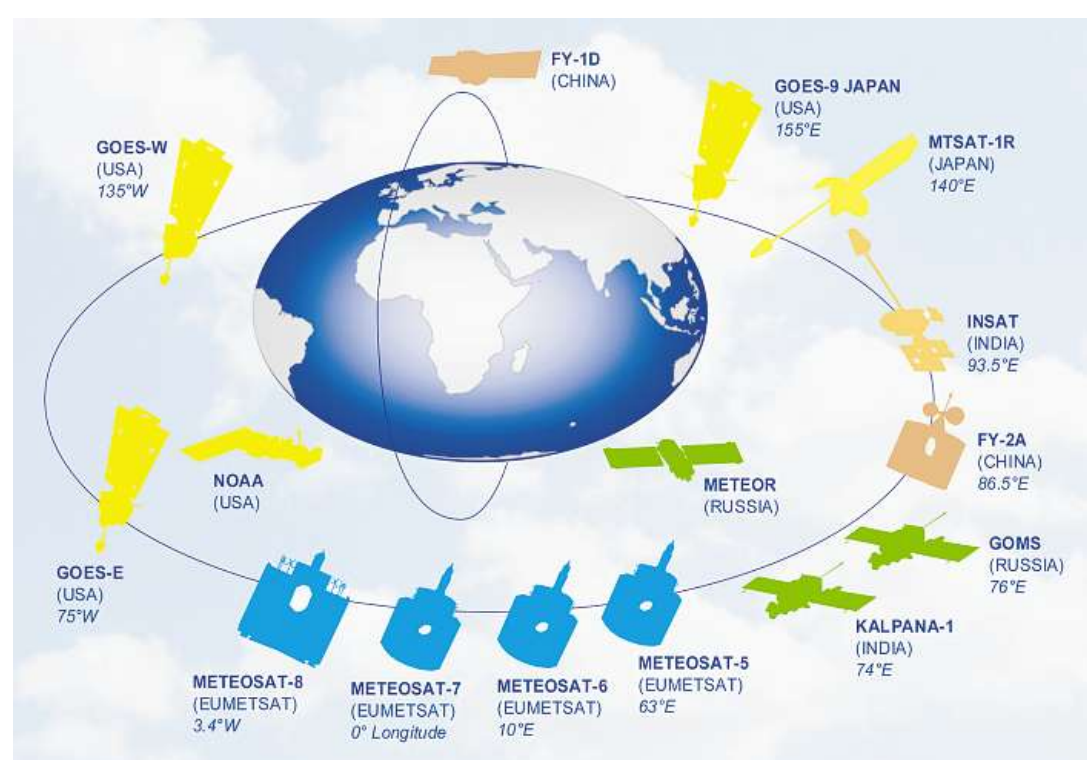 FY-1D
(CHINA)
GOES-9 JAPAN
(USA)
155°E
GOES-W
(USA)
135°W
MTSAT-1R
(JAPAN)
140°E
INSAT
(INDIA)
93.5°E
FY-2A
(CHINA)
86.5°E
NOAA
(USA)
METEOR
(RUSSIA)
GOMS
(RUSSIA)
76°E
GOES-E
(USA)
75°W
KALPANA-1
(INDIA)
74°E
METEOSAT-8
(EUMETSAT)
3.4°W
METEOSAT-7
(EUMETSAT)
0° Longitude
METEOSAT-6
(EUMETSAT)
10°E
METEOSAT-5
(EUMETSAT)
63°E